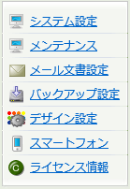 システム設定
メンテナンス
メール文書設定
バックアップ設定
デザイン設定
スマートフォン
ライセンス情報